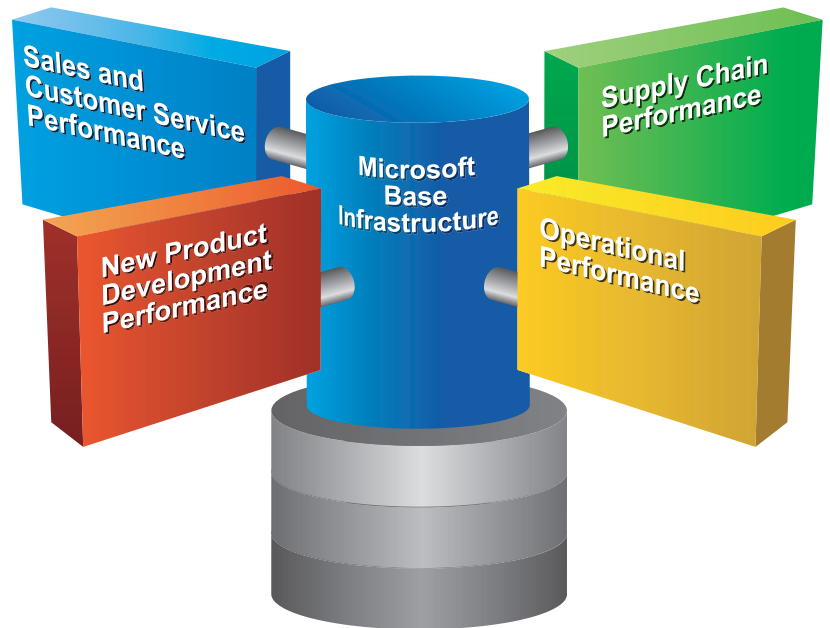 Sales and
Customer Service
Performance
Supply Chain
Performance
Microsoft
Base
Infrastructure
New Product
Development
Performance
Operational
Performance